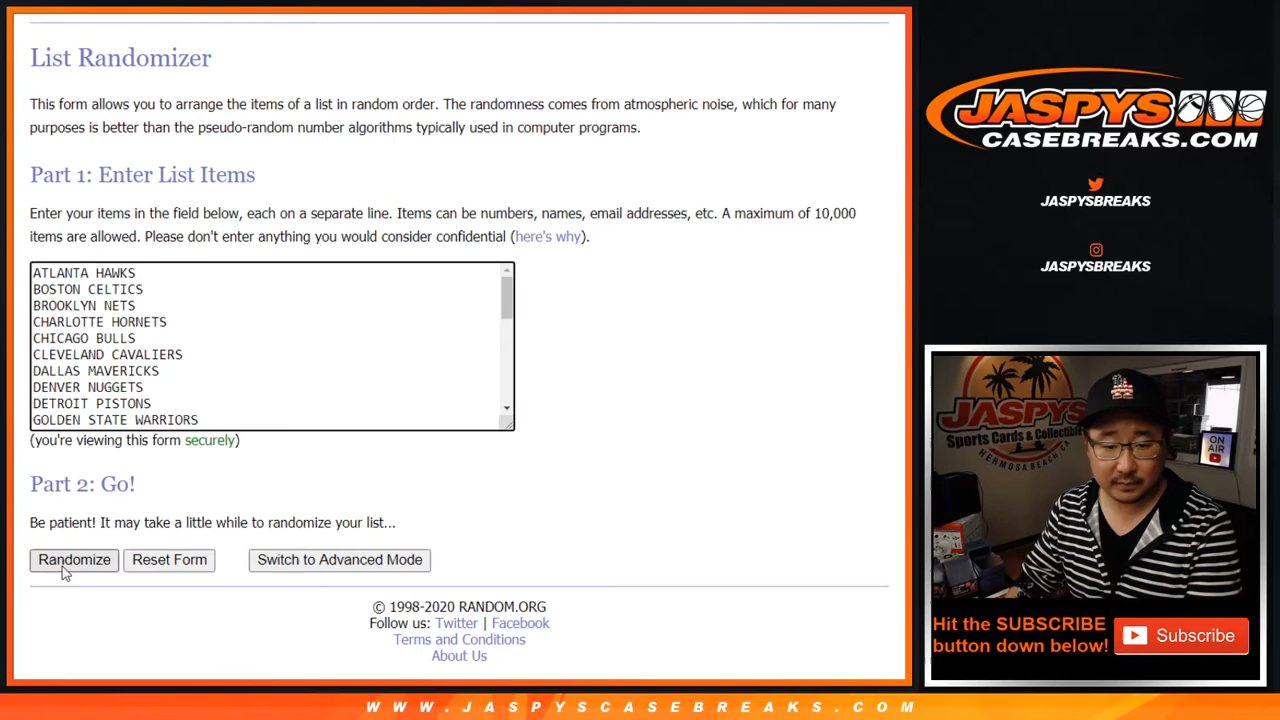 List Randomizer
This form allows you to arrange the items of a list in random order. The randomness comes from atmospheric noise, which for many
purposes is better than the pseudo-random number algorithms typically used in computer programs.
Part 1: Enter List Items
Enter your items in the field below, each on a separate line. Items can be numbers, names, email addresses, etc. A maximum of 10,000
items are allowed. Please don't enter anything you would consider confidential (here's why).
ATLANTA HAWKS
BOSTON CELTICS
BROOKLYN NETS
CHARLOTTE HORNETS
CHICAGO BULLS
CLEVELAND CAVALIERS
DALLAS MAVERICKS
DENVER NUGGETS
DETROIT PISTONS
GOLDEN STATE WARRIORS
(you're viewing this form securely)
Part 2: Go!
Be patient! It may take a little while to randomize your list...
Randomize Reset Form Switch to Advanced Mode
© 1998-2020 RANDOM.ORG
Follow us: Twitter | Facebook
Terms and Conditions
About Us
JASPYS
CASEBREAKS.COM
JASPYSBREAKS
JASPYSBREAKS
JASPYS
Sports Cards & Collectibles
HERMOSA BEACH, CA
LA
ON
AIR
Hit the SUBSCRIBE
button down below!
Subscribe
WWW.JASPYSCASEBREAKS.COM